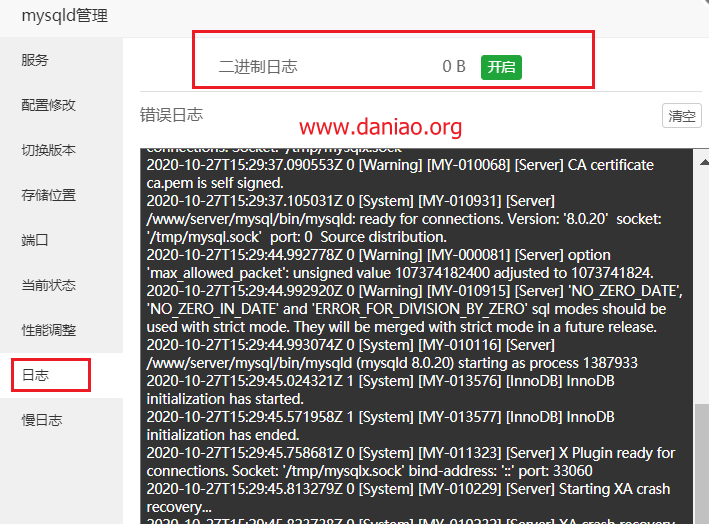 mysqld管理
服务
配置修改
切换版本
存储位置
端口
当前状态
性能调整
日志
慢日志
二进制日志 0 B 开启
错误日志 清空
www.daniao.org
connections. Socket: '/tmp/mysqlx.sock'
2020-10-27T15:29:37.090553Z 0 [Warning] [MY-010068] [Server] CA certificate
ca.pem is self signed.
2020-10-27T15:29:37.105031Z 0 [System] [MY-010931] [Server]
/www/server/mysql/bin/mysqld: ready for connections. Version: '8.0.20' socket:
'/tmp/mysql.sock' port: 0 Source distribution.
2020-10-27T15:29:44.992778Z 0 [Warning] [MY-000081] [Server] option
'max_allowed_packet': unsigned value 107374182400 adjusted to 1073741824.
2020-10-27T15:29:44.992920Z 0 [Warning] [MY-010915] [Server] 'NO_ZERO_DATE',
'NO_ZERO_IN_DATE' and 'ERROR_FOR_DIVISION_BY_ZERO' sql modes should be
used with strict mode. They will be merged with strict mode in a future release.
2020-10-27T15:29:44.993074Z 0 [System] [MY-010116] [Server]
/www/server/mysql/bin/mysqld (mysqld 8.0.20) starting as process 1387933
2020-10-27T15:29:45.024321Z 1 [System] [MY-013576] [InnoDB] InnoDB
initialization has started.
2020-10-27T15:29:45.571958Z 1 [System] [MY-013577] [InnoDB] InnoDB
initialization has ended.
2020-10-27T15:29:45.758681Z 0 [System] [MY-011323] [Server] X Plugin ready for
connections. Socket: '/tmp/mysqlx.sock' bind-address: '::' port: 33060
2020-10-27T15:29:45.813279Z 0 [System] [MY-010229] [Server] Starting XA crash
recovery...
[System] [MY-010232] [Server] XA crash recovery